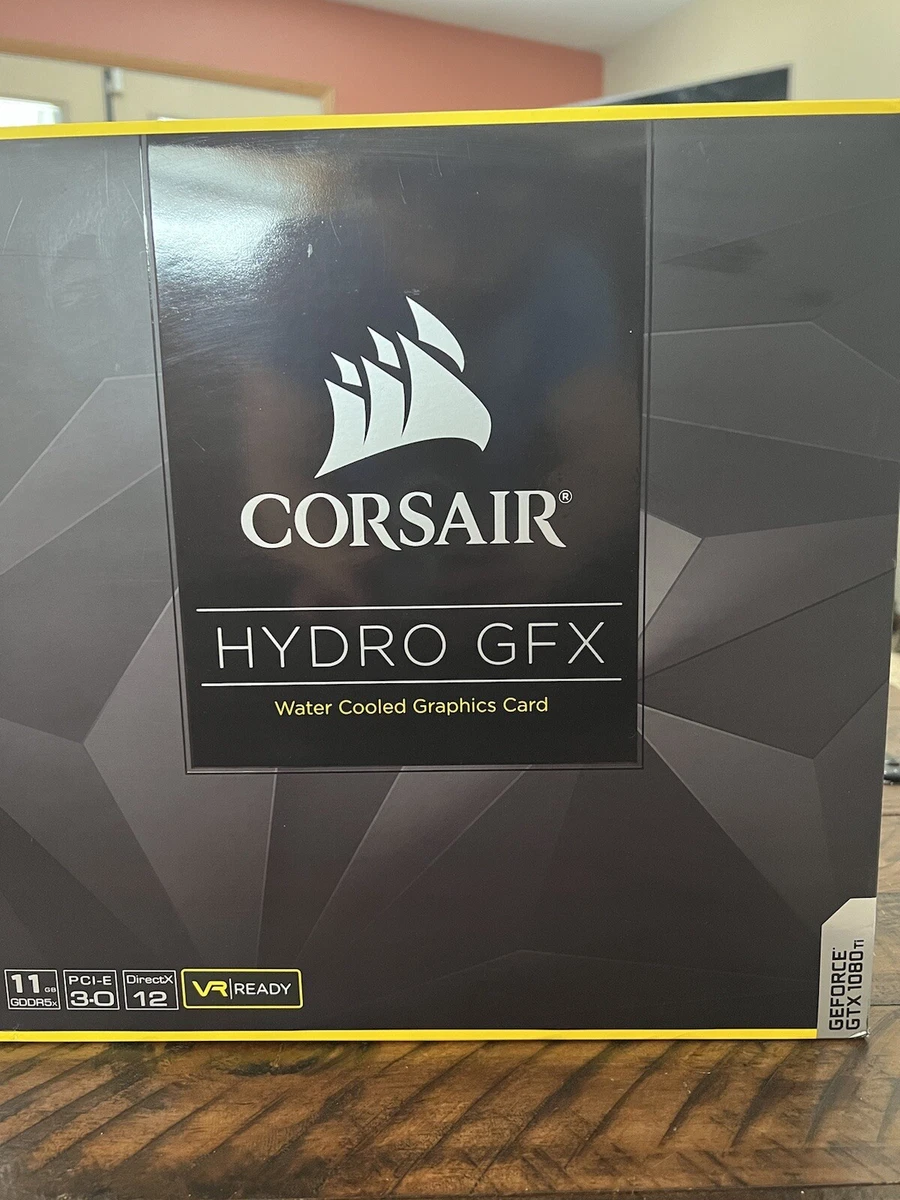 CORSAIR®
HYDRO GFX
Water Cooled Graphics Card
11 GB
GDDR5x
PCI-E
3.0
DirectX
12
VR|READY
GEFORCE®
GTX 1080 Ti